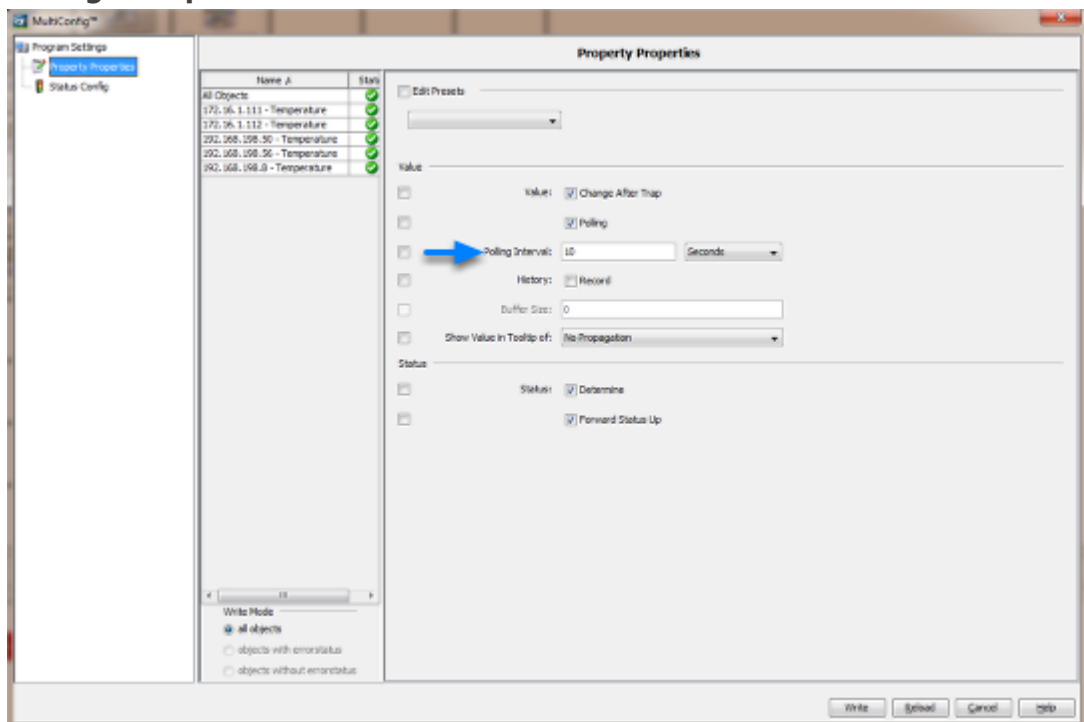 MultiConfig™
Program Settings
Property Properties
Status Config
Property Properties
Name
All Objects
172.16.1.111 - Temperature
172.16.1.112 - Temperature
192.168.198.50 - Temperature
192.168.198.56 - Temperature
192.168.198.8 - Temperature
Write Mode
all objects
objects with errorstatus
objects without errorstatus
Edit Presets
Value
Value: Change After Trap
Polling
Polling Interval: 10 Seconds
History: Record
Buffer Size: 0
Show Value in Tooltip of: No Propagation
Status
Status: Determine
Forward Status Up
Write Reload Cancel Help